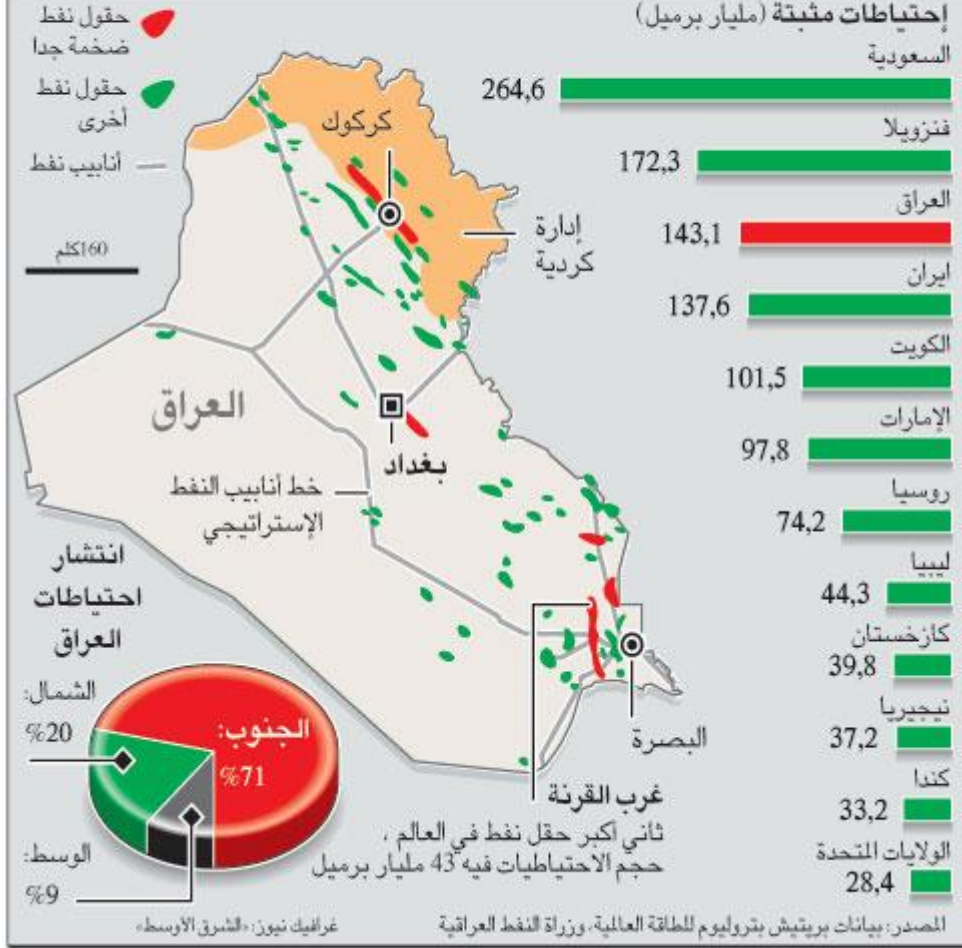 إحتياطات مثبتة (مليار برميل)
السعودية
264,6
فنزويلا
172,3
العراق
143,1
ايران
137,6
الكويت
101,5
الإمارات
97,8
روسيا
74,2
ليبيا
44,3
كازخستان
39,8
نيجيريا
37,2
كندا
33,2
الولايات المتحدة
28,4
حقول نفط
ضخمة جدا
حقول نفط
أخرى
أنابيب نفط
160كلم
كركوك
إدارة
كردية
العراق
بغداد
خط أنابيب النفط
الإستراتيجي
البصرة
غرب القرنة
ثاني أكبر حقل نفط في العالم ،
حجم الاحتياطيات فيه 43 مليار برميل
انتشار
احتياطات
العراق
الشمال:
%20
الجنوب:
%71
الوسط:
%9
المصدر: بيانات بريتيش بتروليوم للطاقة العالمية، وزراة النفط العراقية
غرافيك نيوز: «الشرق الأوسط»